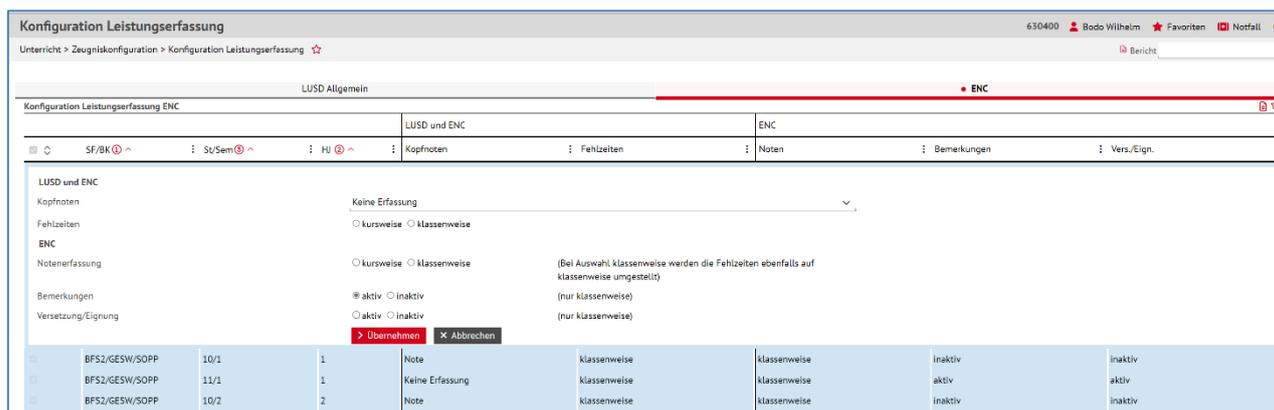 Konfiguration Leistungserfassung 630400 Bodo Wilhelm Favoriten Notfall
Unterricht > Zeugniskonfiguration > Konfiguration Leistungserfassung Bericht
LUSD Allgemein ENC
Konfiguration Leistungserfassung ENC
LUSD und ENC ENC
SF/BK 1 St/Sem 3 HJ 2 Kopfnoten Fehlzeiten Noten Bemerkungen Vers./Eign.
LUSD und ENC
Kopfnoten Keine Erfassung
Fehlzeiten kursweise klassenweise
ENC
Notenerfassung kursweise klassenweise (Bei Auswahl klassenweise werden die Fehlzeiten ebenfalls auf
klassenweise umgestellt)
Bemerkungen aktiv inaktiv (nur klassenweise)
Versetzung/Eignung aktiv inaktiv (nur klassenweise)
> Übernehmen × Abbrechen
BFS2/GESW/SOPP 10/1 1 Note klassenweise klassenweise inaktiv inaktiv
BFS2/GESW/SOPP 11/1 1 Keine Erfassung klassenweise aktiv aktiv
BFS2/GESW/SOPP 10/2 2 Note klassenweise klassenweise inaktiv inaktiv